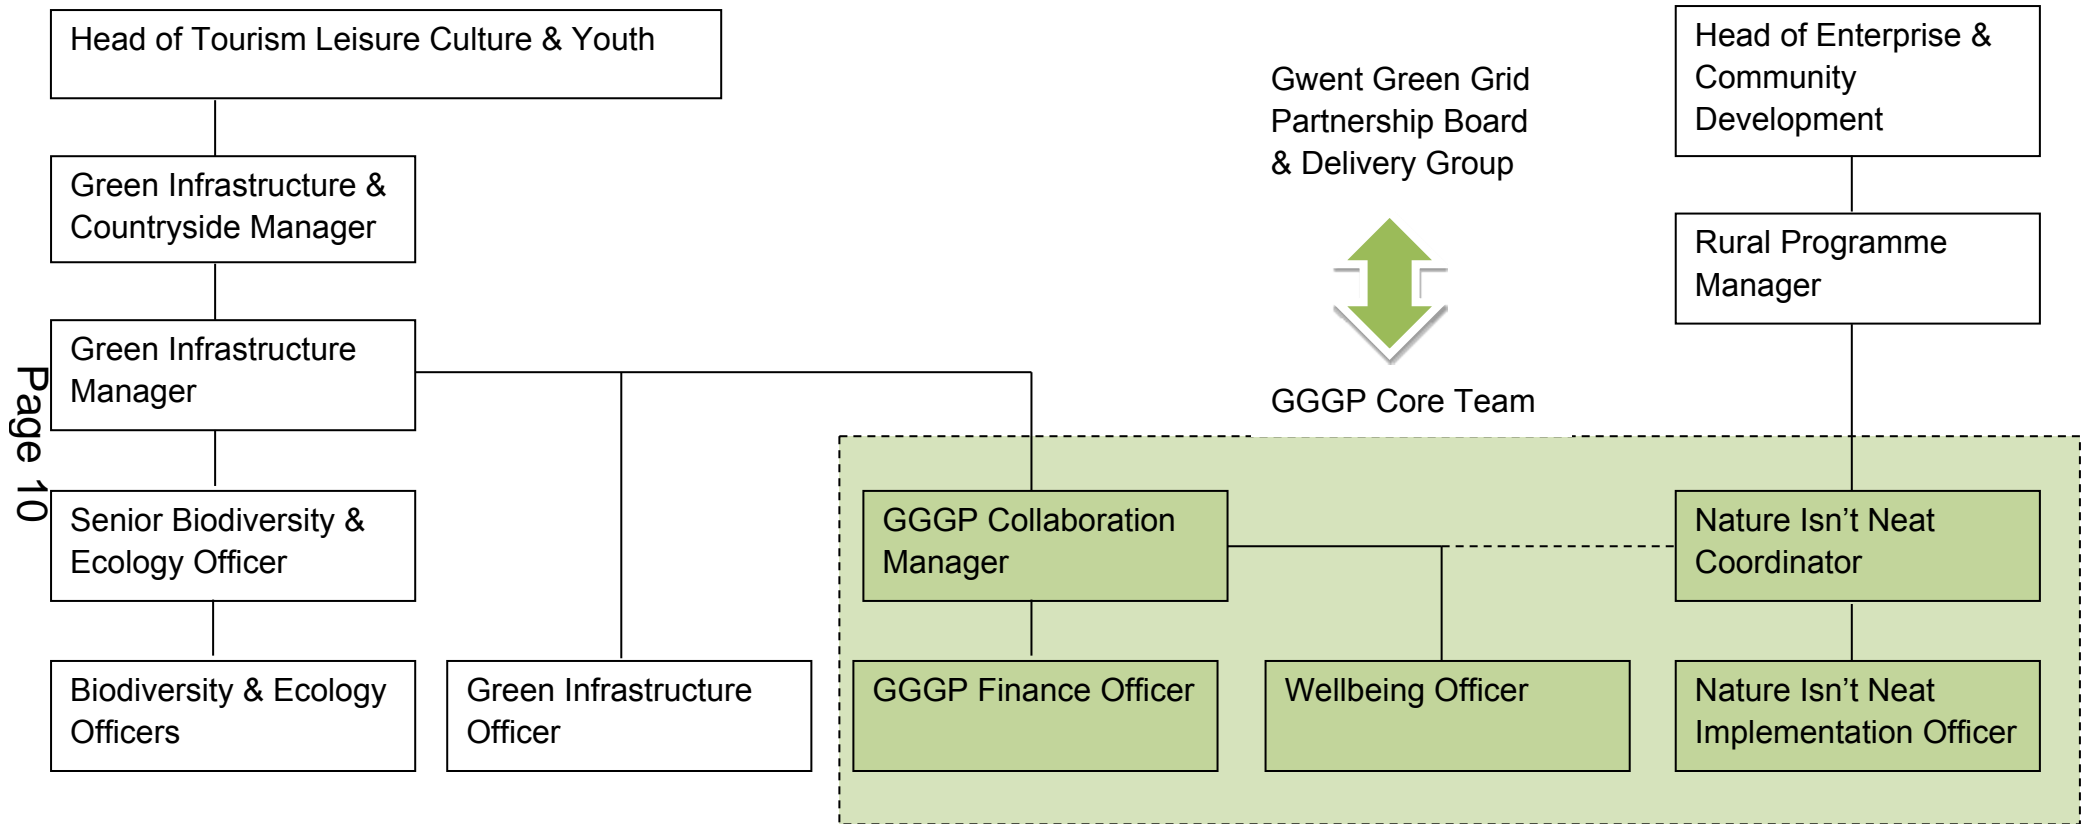 Head of Tourism Leisure Culture & Youth
Green Infrastructure &
Countryside Manager
Green Infrastructure
Manager
Senior Biodiversity &
Ecology Officer
Biodiversity & Ecology
Officers
Green Infrastructure
Officer
Gwent Green Grid
Partnership Board
& Delivery Group
GGGP Core Team
GGGP Collaboration
Manager
GGGP Finance Officer
Wellbeing Officer
Head of Enterprise &
Community
Development
Rural Programme
Manager
Nature Isn’t Neat
Coordinator
Nature Isn’t Neat
Implementation Officer
Page 10